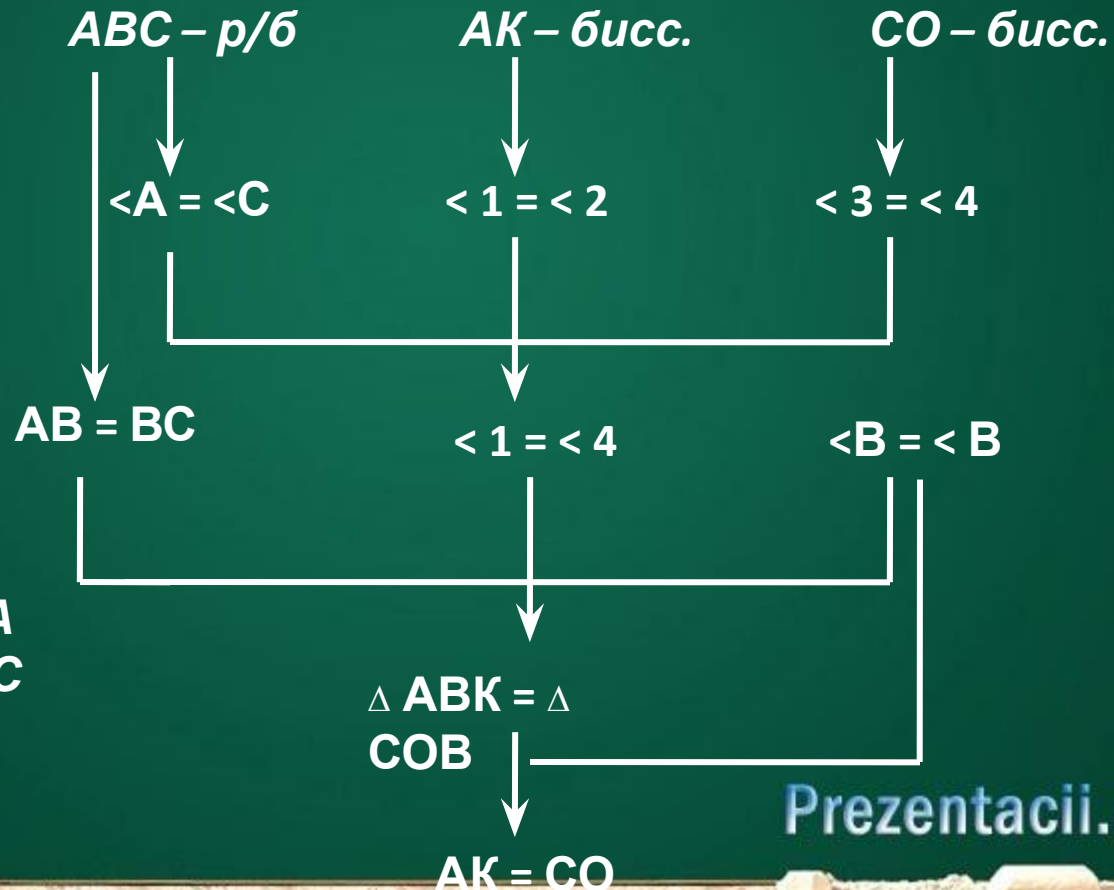 АВС – р/б
АК – бисс.
СО – бисс.
<А = <С
< 1 = < 2
< 3 = < 4
АВ = ВС
< 1 = < 4
<В = < В
А
С
∆ АВК = ∆
СОВ
АК = СО
Prezentacii.